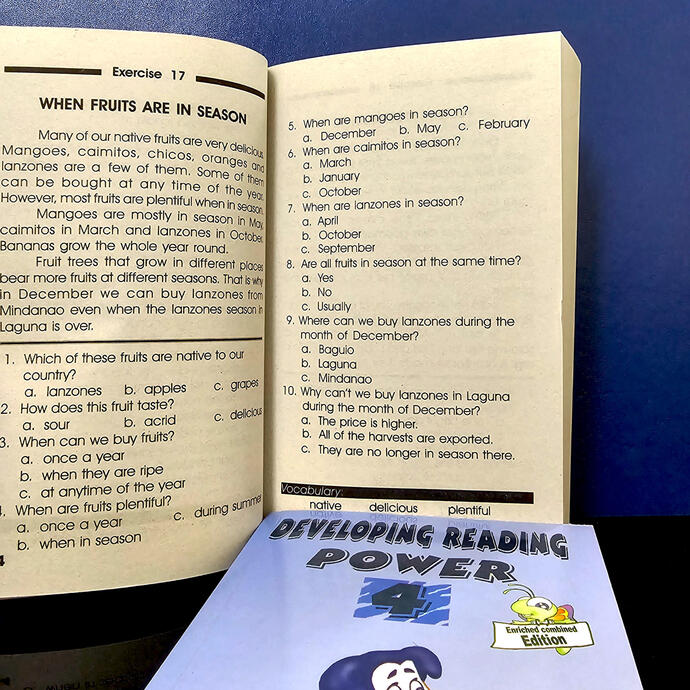 Exercise 17
WHEN FRUITS ARE IN SEASON
Many of our native fruits are very delicious
Mangoes, caimitos, chicos, oranges and
lanzones are a few of them. Some of them
can be bought at any time of the year.
However, most fruits are plentiful when in season.
Mangoes are mostly in season in May,
caimitos in March and lanzones in October.
Bananas grow the whole year round.
Fruit trees that grow in different places
bear more fruits at different seasons. That is why
in December we can buy lanzones from
Mindanao even when the lanzones season in
Laguna is over.
1. Which of these fruits are native to our
country?
a. lanzones b. apples c. grapes
2. How does this fruit taste?
a. sour b. acrid c. delicious
3. When can we buy fruits?
a. once a year
b. when they are ripe
c. at anytime of the year
. When are fruits plentiful?
a. once a year c. during summer
b. when in season
4
5. When are mangoes in season?
a. December b. May c. February
6. When are caimitos in season?
a. March
b. January
c. October
7. When are lanzones in season?
a. April
b. October
c. September
8. Are all fruits in season at the same time?
a. Yes
b. No
c. Usually
9. Where can we buy lanzones during the
month of December?
a. Baguio
b. Laguna
c. Mindanao
10. Why can't we buy lanzones in Laguna
during the month of December?
a. The price is higher.
b. All of the harvests are exported.
c. They are no longer in season there.
Vocabulary:
native delicious plentiful
DEVELOPING READING
POWER
4
Enriched combined
Edition